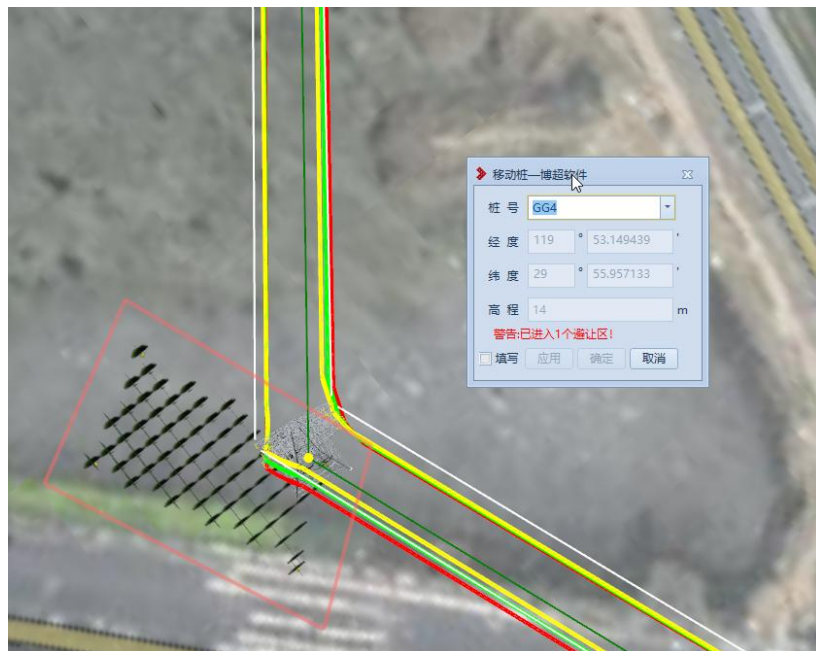 移动桩—博超软件
桩 号 GG4
经 度 119 ° 53.149439 '
纬 度 29 ° 55.957133 '
高 程 14 m
警告:已进入1个避让区!
填写 应用 确定 取消